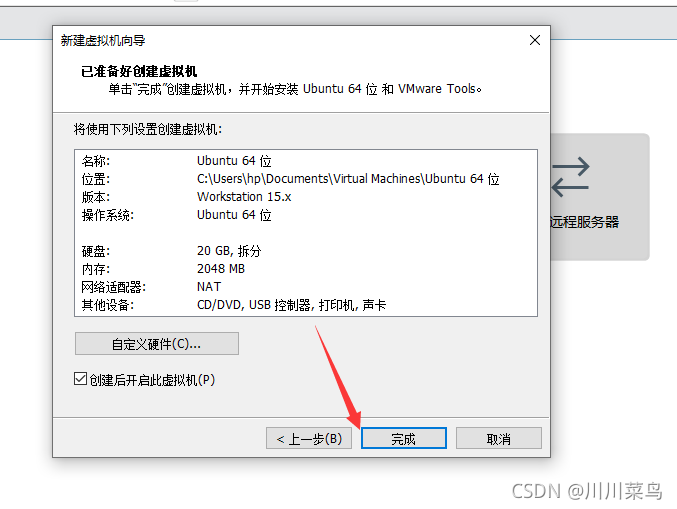 新建虚拟机向导
已准备好创建虚拟机
单击“完成”创建虚拟机，并开始安装 Ubuntu 64 位 和 VMware Tools。
将使用下列设置创建虚拟机:
名称: Ubuntu 64 位
位置: C:\Users\hp\Documents\Virtual Machines\Ubuntu 64 位
版本: Workstation 15.x
操作系统: Ubuntu 64 位
硬盘: 20 GB, 拆分
内存: 2048 MB
网络适配器: NAT
其他设备: CD/DVD, USB 控制器, 打印机, 声卡
远程服务器
自定义硬件(C)...
创建后开启此虚拟机(P)
< 上一步(B) 完成 取消
CSDN @川川菜鸟